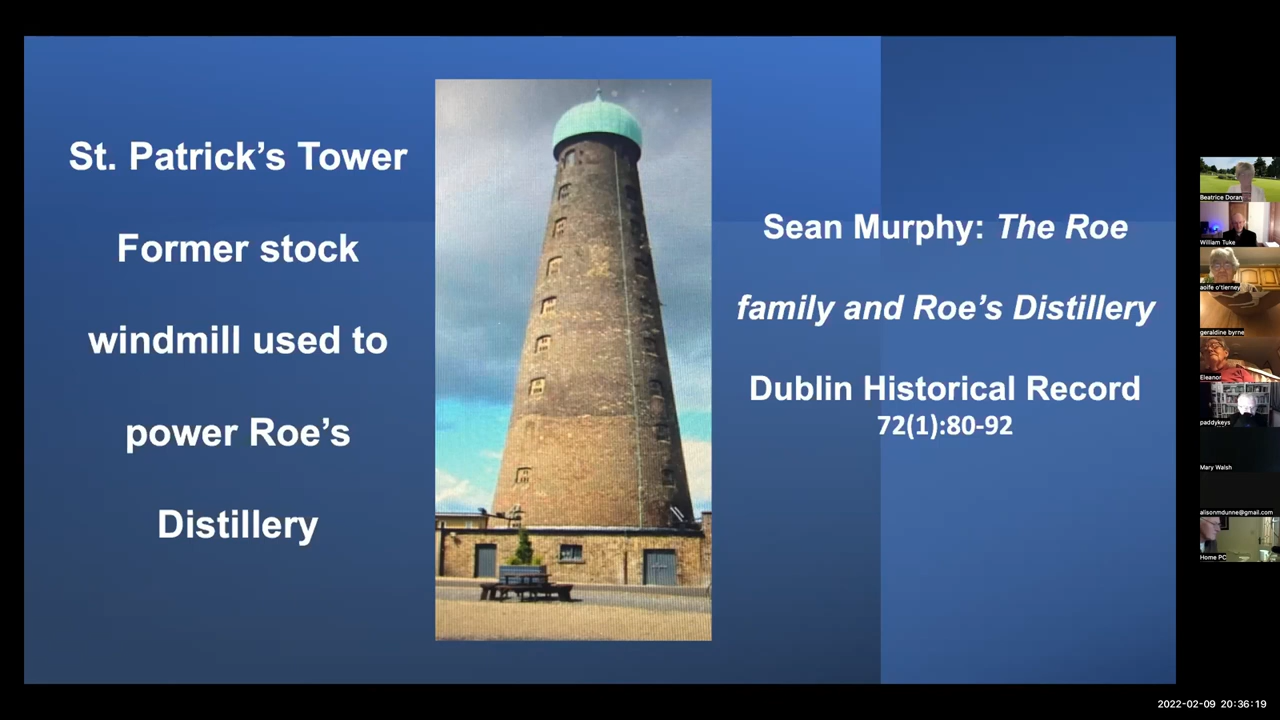 St. Patrick's Tower
Former stock
windmill used to
power Roe's
Distillery
Sean Murphy: The Roe
family and Roe's Distillery
Dublin Historical Record
72(1):80-92
Beatrice Doran
William Tuke
aoife o'tierney
geraldine byrne
Eleanor
paddykeys
Mary Walsh
alisonmdunne@gmail.com
Home PC
2022-02-09 20:36:19